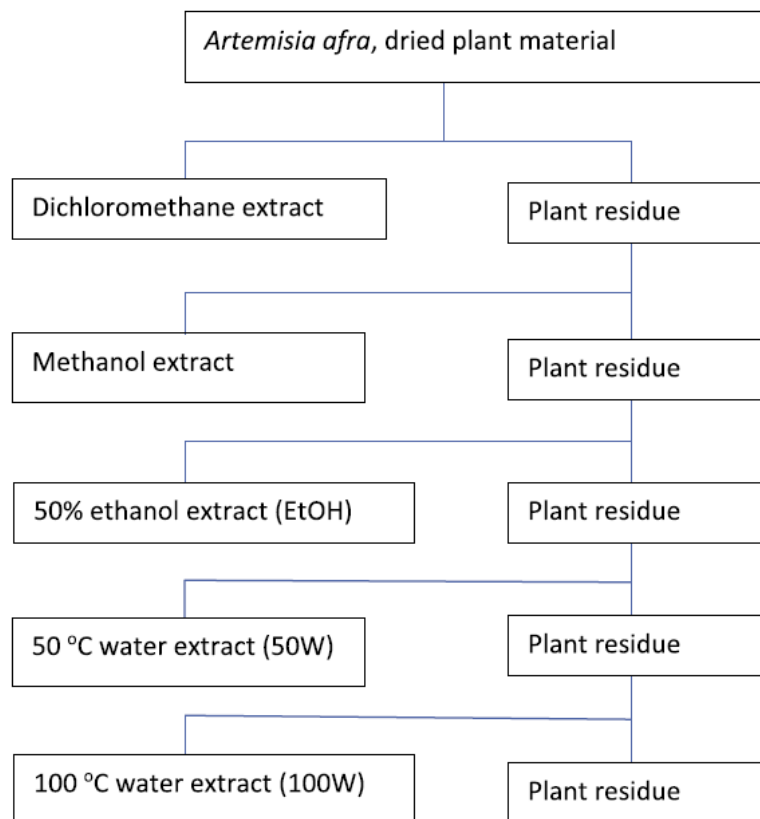 Artemisia afra, dried plant material
Dichloromethane extract
Plant residue
Methanol extract
Plant residue
50% ethanol extract (EtOH)
Plant residue
50 °C water extract (50W)
Plant residue
100 °C water extract (100W)
Plant residue